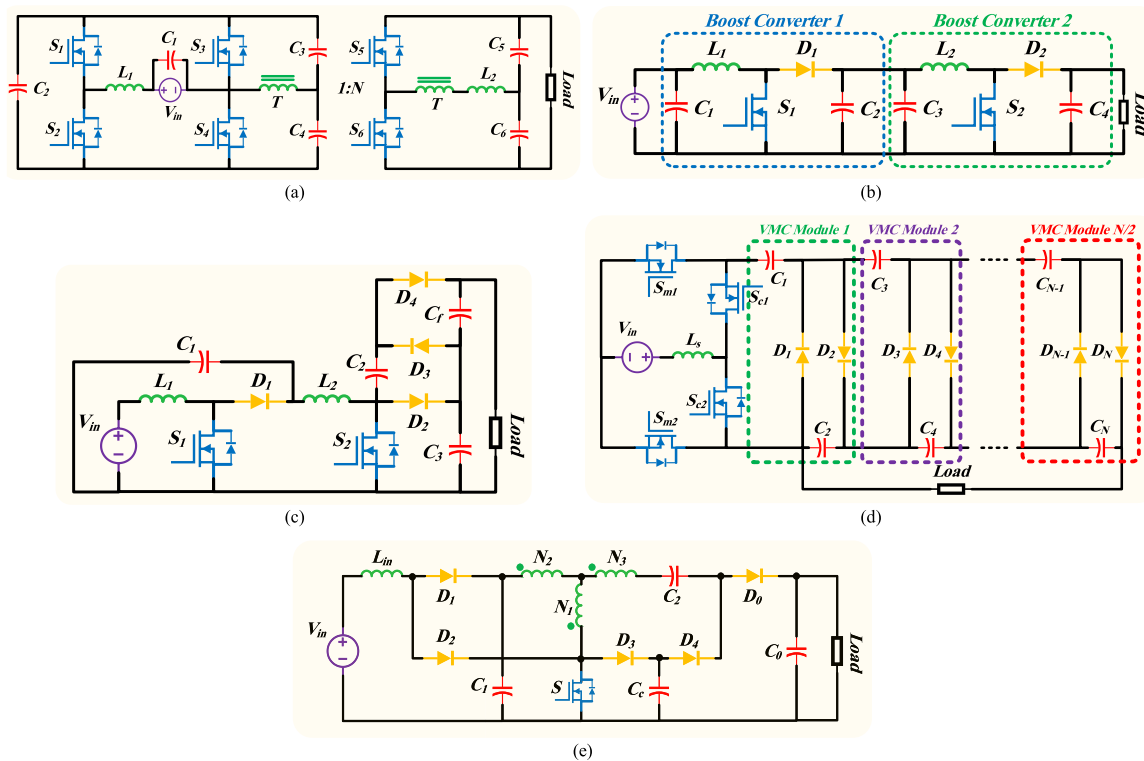 S1
C1
S3
C3
L1
Vin
C2
S2
S4
T
C4
S5
1:N
T
L2
C5
S6
C6
Load
(a)
Boost Converter 1
Boost Converter 2
L1
D1
L2
D2
Vin
C1
S1
C2
C3
S2
C4
Load
(b)
D4
Cf
C1
C2
D3
L1
D1
L2
D2
Vin
S1
S2
C3
Load
(c)
VMC Module 1
VMC Module 2
VMC Module N/2
Sm1
Sc1
C1
C3
CN-1
Vin
Ls
D1
D2
D3
D4
DN-1
DN
Sc2
Sm2
C2
C4
C4N
Load
(d)
Lin
N2
N3
D1
C2
D0
N1
Vin
D2
D3
D4
C1
S
Cc
C0
Load
(e)